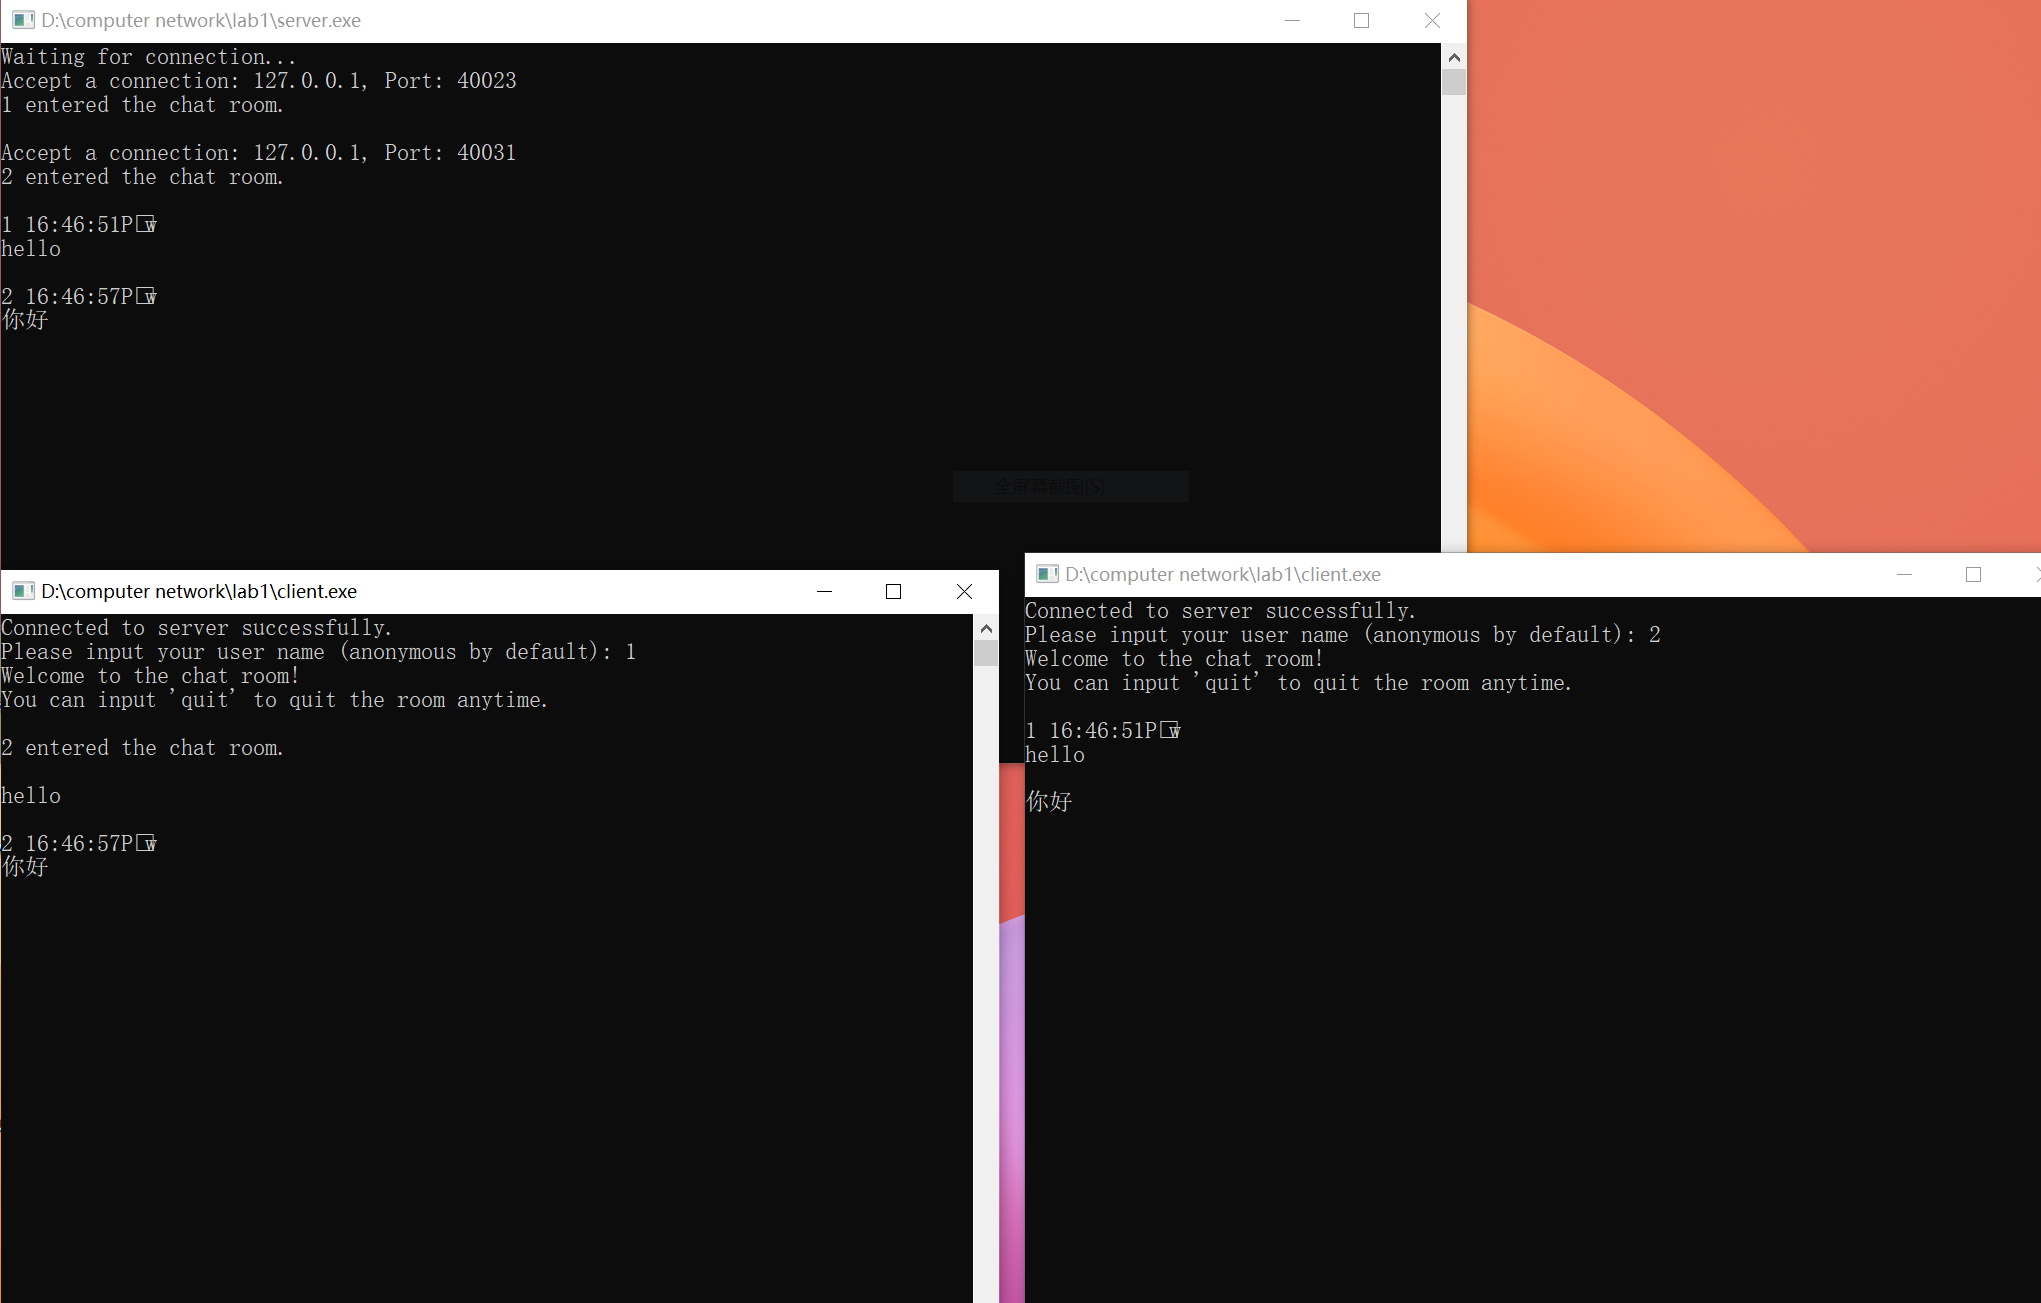 D:\computer network\lab1\server.exe
Waiting for connection...
Accept a connection: 127.0.0.1, Port: 40023
1 entered the chat room.
Accept a connection: 127.0.0.1, Port: 40031
2 entered the chat room.
1 16:46:51P
hello
2 16:46:57P
你好
全屏幕截图(S)
D:\computer network\lab1\client.exe
Connected to server successfully.
Please input your user name (anonymous by default): 1
Welcome to the chat room!
You can input 'quit' to quit the room anytime.
2 entered the chat room.
hello
2 16:46:57P
你好
D:\computer network\lab1\client.exe
Connected to server successfully.
Please input your user name (anonymous by default): 2
Welcome to the chat room!
You can input 'quit' to quit the room anytime.
1 16:46:51P
hello
你好